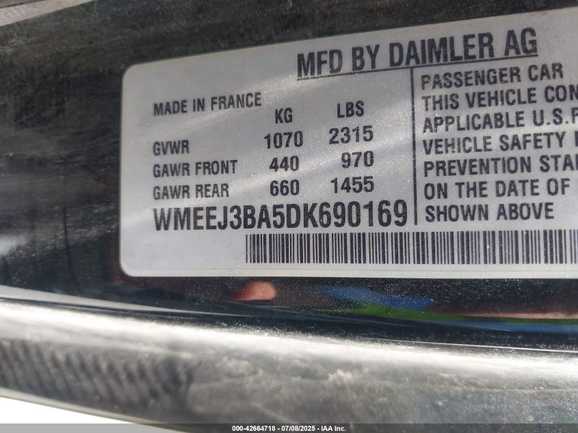 MFD BY DAIMLER AG
MADE IN FRANCE
KG LBS
GVWR 1070 2315
GAWR FRONT 440 970
GAWR REAR 660 1455
WMEEJ3BA5DK690169
PASSENGER CAR
THIS VEHICLE CON
APPLICABLE U.S.F
VEHICLE SAFETY
PREVENTION STAN
ON THE DATE OF
SHOWN ABOVE
000-42664718 - 07/08/2025 - IAA Inc.